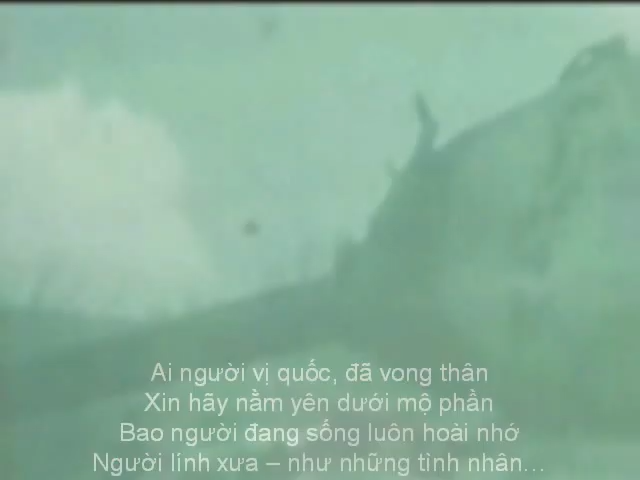 Ai người vị quốc, đã vong thân
Xin hãy nằm yên dưới mộ phần
Bao người đang sống luôn hoài nhớ
Người lính xưa – như những tình nhân...